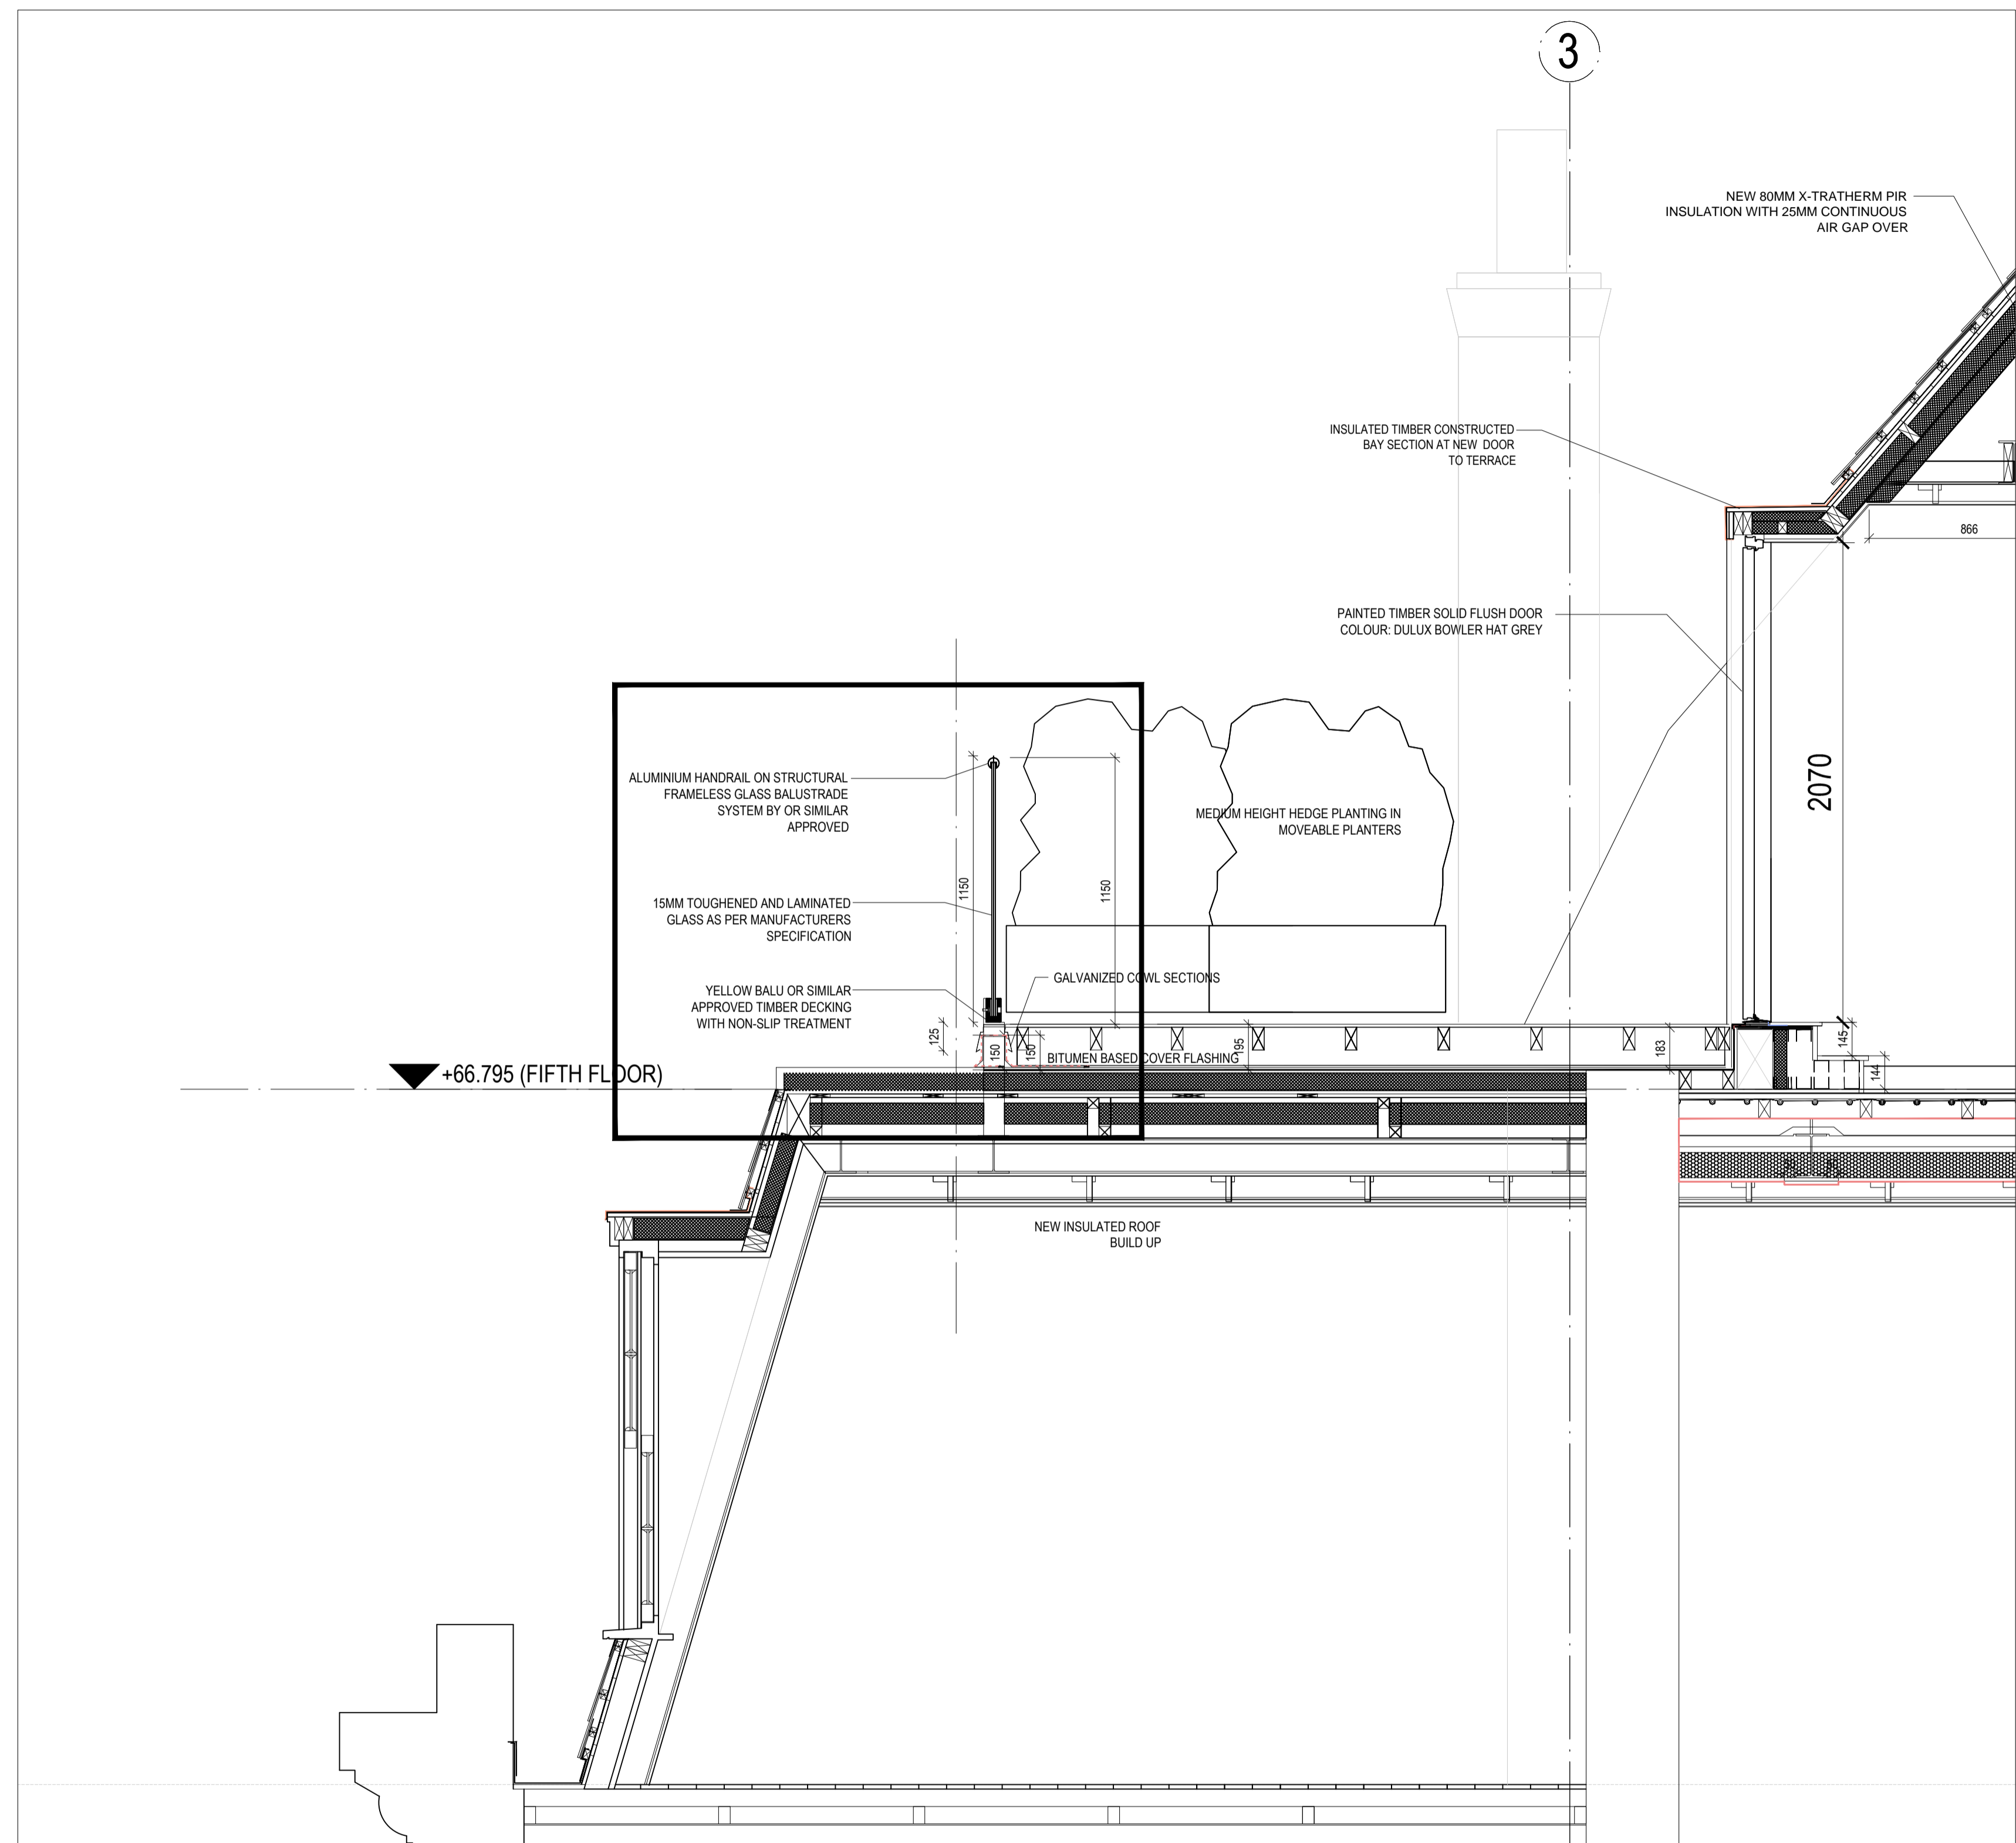 3
NEW 80MM X-TRATHERM PIR
INSULATION WITH 25MM CONTINUOUS
AIR GAP OVER
INSULATED TIMBER CONSTRUCTED
BAY SECTION AT NEW DOOR
TO TERRACE
866
PAINTED TIMBER SOLID FLUSH DOOR
COLOUR: DULUX BOWLER HAT GREY
2070
ALUMINIUM HANDRAIL ON STRUCTURAL
FRAMELESS GLASS BALUSTRADE
SYSTEM BY OR SIMILAR
APPROVED
MEDIUM HEIGHT HEDGE PLANTING IN
MOVEABLE PLANTERS
1150
1150
15MM TOUGHENED AND LAMINATED
GLASS AS PER MANUFACTURERS
SPECIFICATION
GALVANIZED COWL SECTIONS
YELLOW BALU OR SIMILAR
APPROVED TIMBER DECKING
WITH NON-SLIP TREATMENT
125
150
150
BITUMEN BASED COVER FLASHING
195
183
145
144
+66.795 (FIFTH FLOOR)
NEW INSULATED ROOF
BUILD UP